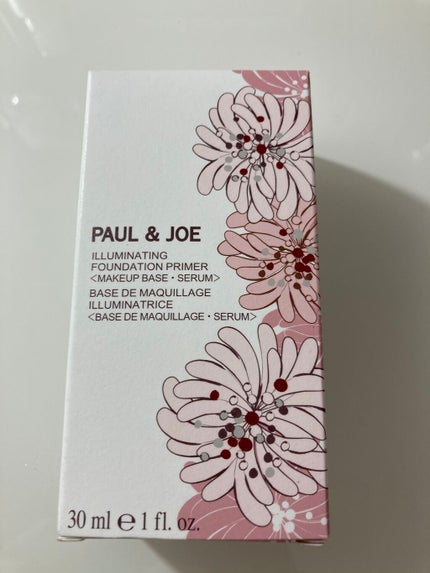 PAUL & JOE
ILLUMINATING
FOUNDATION PRIMER
<MAKEUP BASE・SERUM>
BASE DE MAQUILLAGE
ILLUMINATRICE
<BASE DE MAQUILLAGE・SERUM>
30 ml ℮ 1 fl. oz.